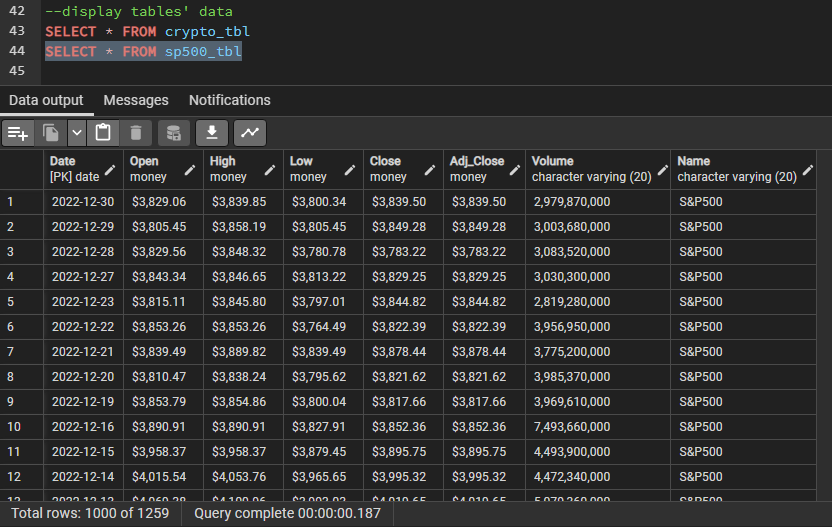 42 --display tables' data
43 SELECT * FROM crypto_tbl
44 SELECT * FROM sp500_tbl
45
Data output Messages Notifications
Date Open High Low Close Adj_Close Volume Name
[PK] date money money money money money character varying (20) character varying (20)
1 2022-12-30 $3,829.06 $3,839.85 $3,800.34 $3,839.50 $3,839.50 2,979,870,000 S&P500
2 2022-12-29 $3,805.45 $3,858.19 $3,805.45 $3,849.28 $3,849.28 3,003,680,000 S&P500
3 2022-12-28 $3,829.56 $3,848.32 $3,780.78 $3,783.22 $3,783.22 3,083,520,000 S&P500
4 2022-12-27 $3,843.34 $3,846.65 $3,813.22 $3,829.25 $3,829.25 3,030,300,000 S&P500
5 2022-12-23 $3,815.11 $3,845.80 $3,797.01 $3,844.82 $3,844.82 2,819,280,000 S&P500
6 2022-12-22 $3,853.26 $3,853.26 $3,764.49 $3,822.39 $3,822.39 3,956,950,000 S&P500
7 2022-12-21 $3,839.49 $3,889.82 $3,839.49 $3,878.44 $3,878.44 3,775,200,000 S&P500
8 2022-12-20 $3,810.47 $3,838.24 $3,795.62 $3,821.62 $3,821.62 3,985,370,000 S&P500
9 2022-12-19 $3,853.79 $3,854.86 $3,800.04 $3,817.66 $3,817.66 3,969,610,000 S&P500
10 2022-12-16 $3,890.91 $3,890.91 $3,827.91 $3,852.36 $3,852.36 7,493,660,000 S&P500
11 2022-12-15 $3,958.37 $3,958.37 $3,879.45 $3,895.75 $3,895.75 4,493,900,000 S&P500
12 2022-12-14 $4,015.54 $4,053.76 $3,965.65 $3,995.32 $3,995.32 4,472,340,000 S&P500
Total rows: 1000 of 1259 Query complete 00:00:00.187